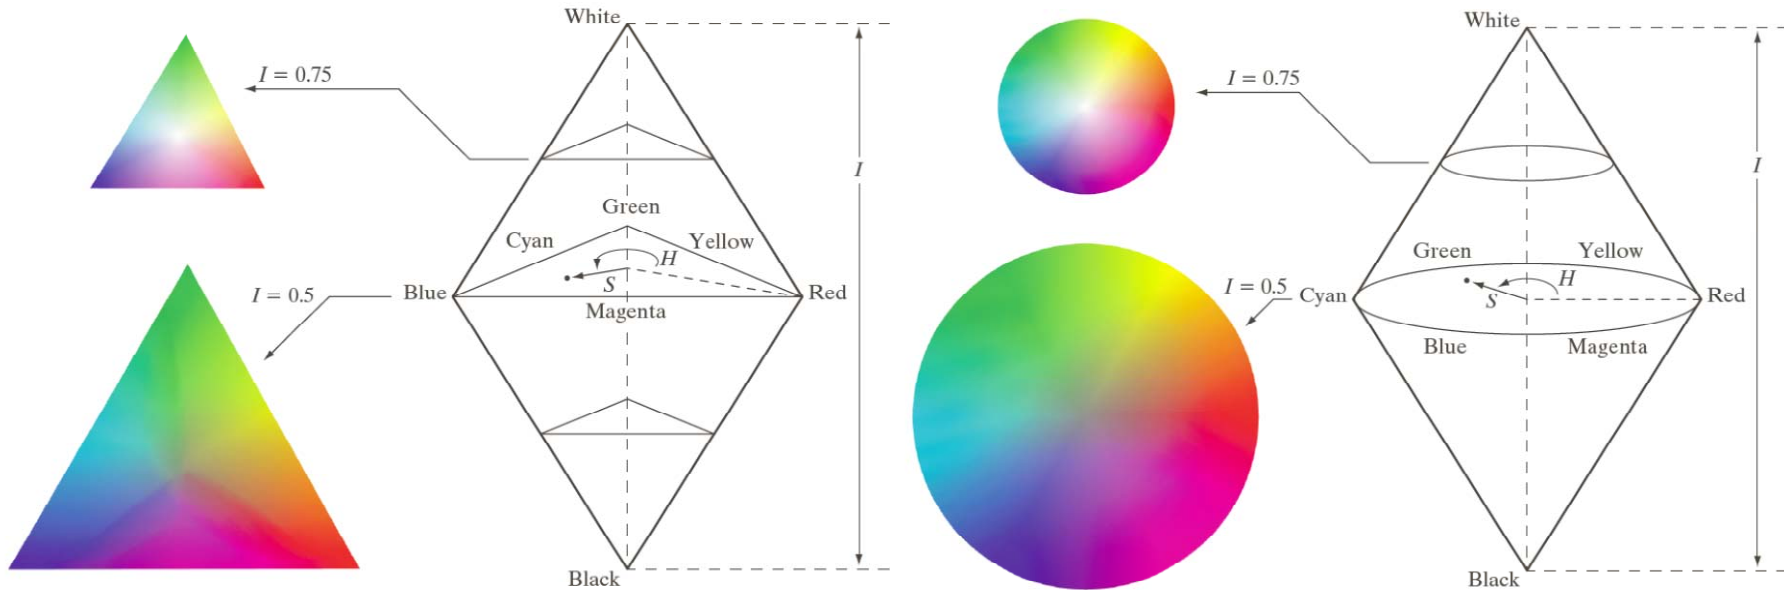 White
I = 0.75
I
Green
Cyan
Yellow
H
S
I = 0.5
Blue
Red
Magenta
Black
White
I = 0.75
I
Green
Yellow
H
S
I = 0.5
Cyan
Red
Blue
Magenta
Black